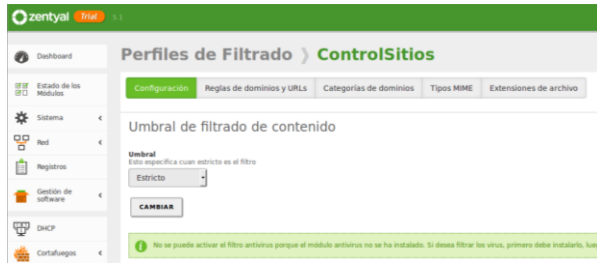 zentyal Trial 5.1
Dashboard
Estado de los
Módulos
Sistema
Red
Registros
Gestión de
software
DHCP
Cortafuegos
Perfiles de Filtrado ControlSitios
Configuración Reglas de dominios y URLs Categorías de dominios Tipos MIME Extensiones de archivo
Umbral de filtrado de contenido
Umbral
Esto especifica cuan estricto es el filtro
Estricto
CAMBIAR
No se puede activar el filtro antivirus porque el módulo antivirus no se ha instalado. Si desea filtrar los virus, primero debe instalarlo,